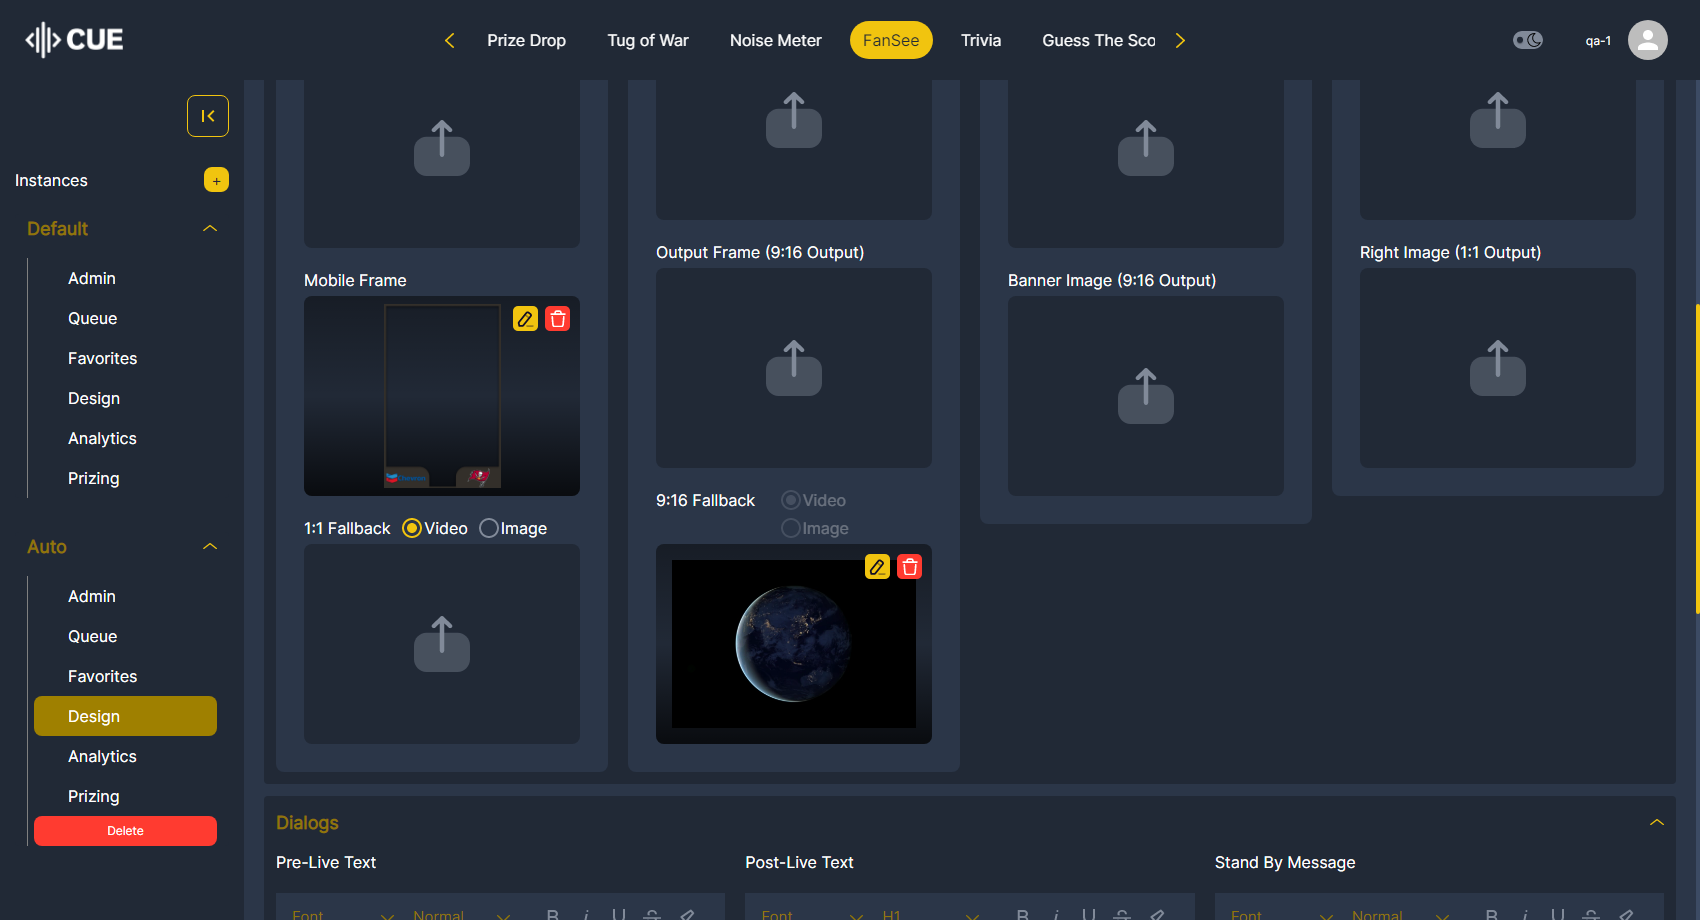 CUE
Prize Drop
Tug of War
Noise Meter
FanSee
Trivia
Guess The Sco
qa-1
Instances
+
Default
Admin
Queue
Favorites
Design
Analytics
Prizing
Auto
Admin
Queue
Favorites
Design
Analytics
Prizing
Delete
Mobile Frame
1:1 Fallback
Video
Image
Output Frame (9:16 Output)
9:16 Fallback
Video
Image
Banner Image (9:16 Output)
Right Image (1:1 Output)
Dialogs
Pre-Live Text
Font
Normal
B i U S
Post-Live Text
Font
H1
B i U S
Stand By Message
Font
Normal
B i U S